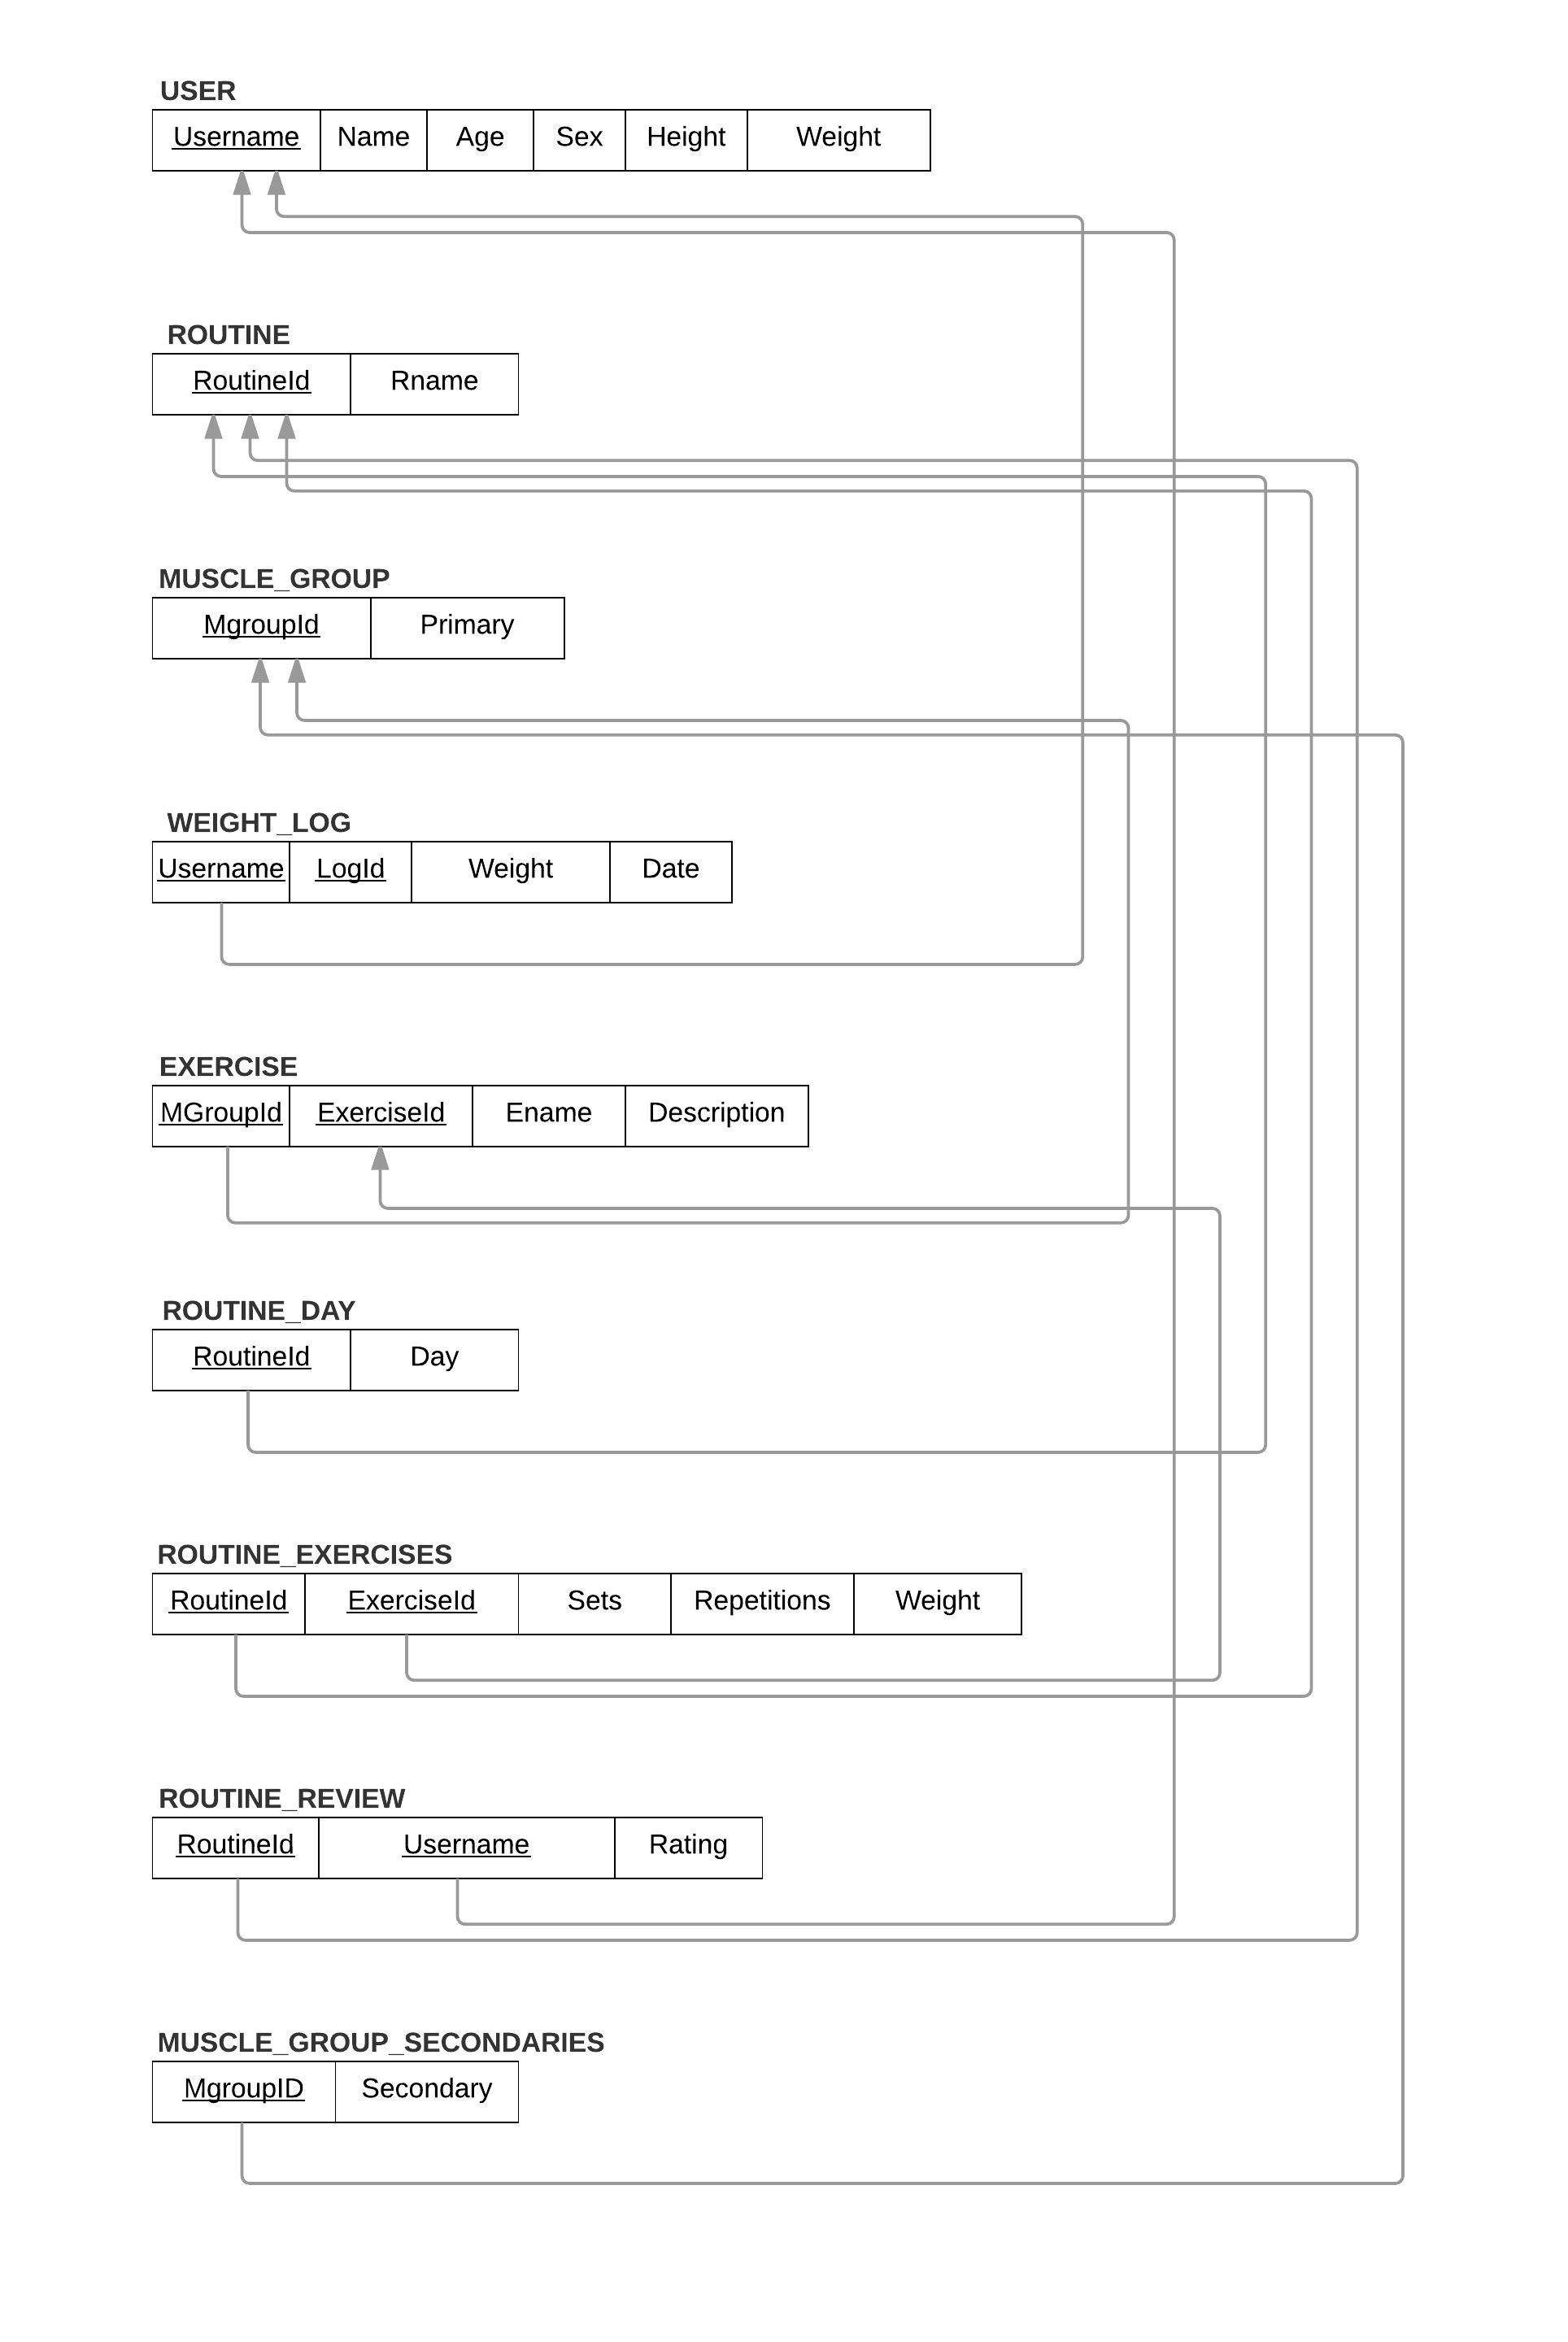 USER
Username Name Age Sex Height Weight
ROUTINE
RoutineId Rname
MUSCLE_GROUP
MgroupId Primary
WEIGHT_LOG
Username LogId Weight Date
EXERCISE
MGroupId ExerciseId Ename Description
ROUTINE_DAY
RoutineId Day
ROUTINE_EXERCISES
RoutineId ExerciseId Sets Repetitions Weight
ROUTINE_REVIEW
RoutineId Username Rating
MUSCLE_GROUP_SECONDARIES
MgroupID Secondary